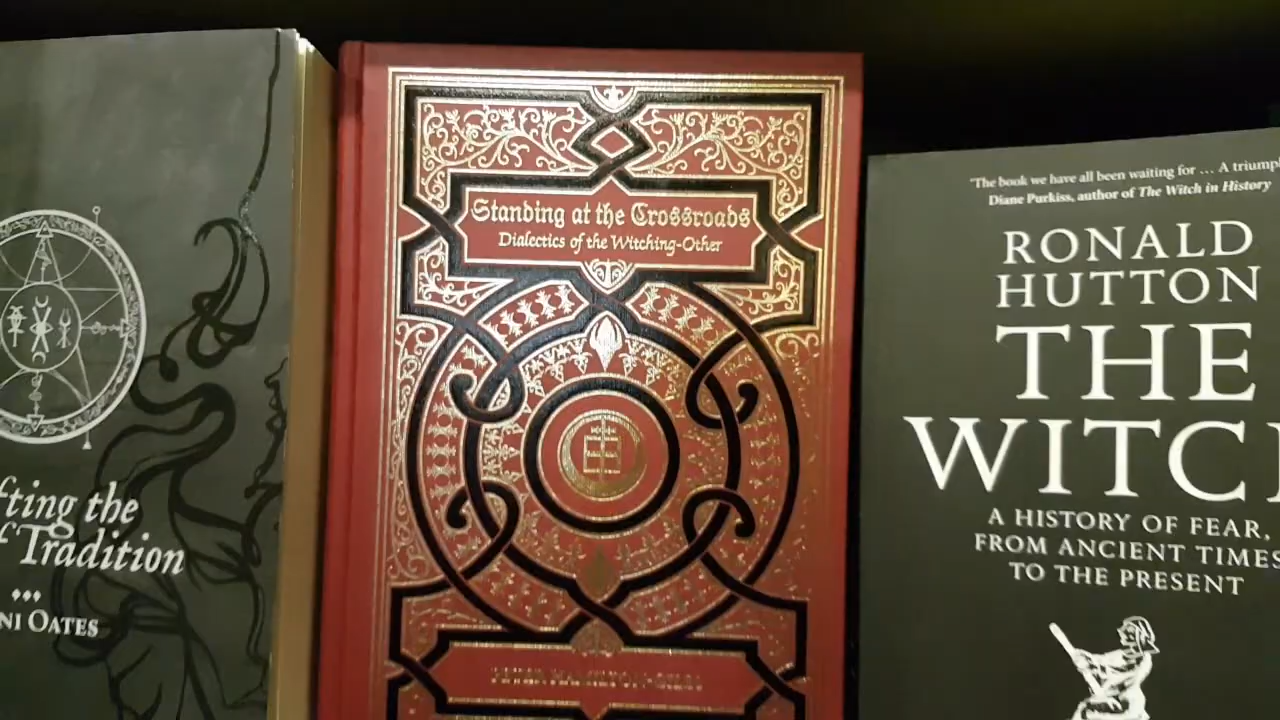 fting the
f Tradition
NI OATES
Standing at the Crossroads
Dialectics of the Witching-Other
'The book we have all been waiting for ... A triump
Diane Purkiss, author of The Witch in History
RONALD
HUTTON
THE
WITC
A HISTORY OF FEAR,
FROM ANCIENT TIMES
TO THE PRESENT